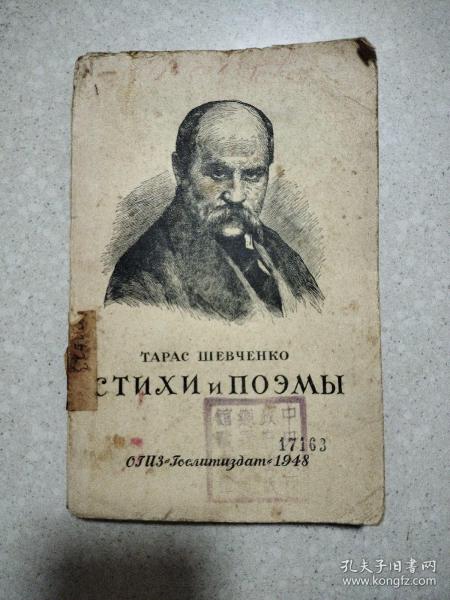 ТАРАС ШЕВЧЕНКО
СТИХИ и ПОЭМЫ
17163
ОГИЗ «Гослитиздат» 1948
孔夫子旧书网
www.kongfz.com